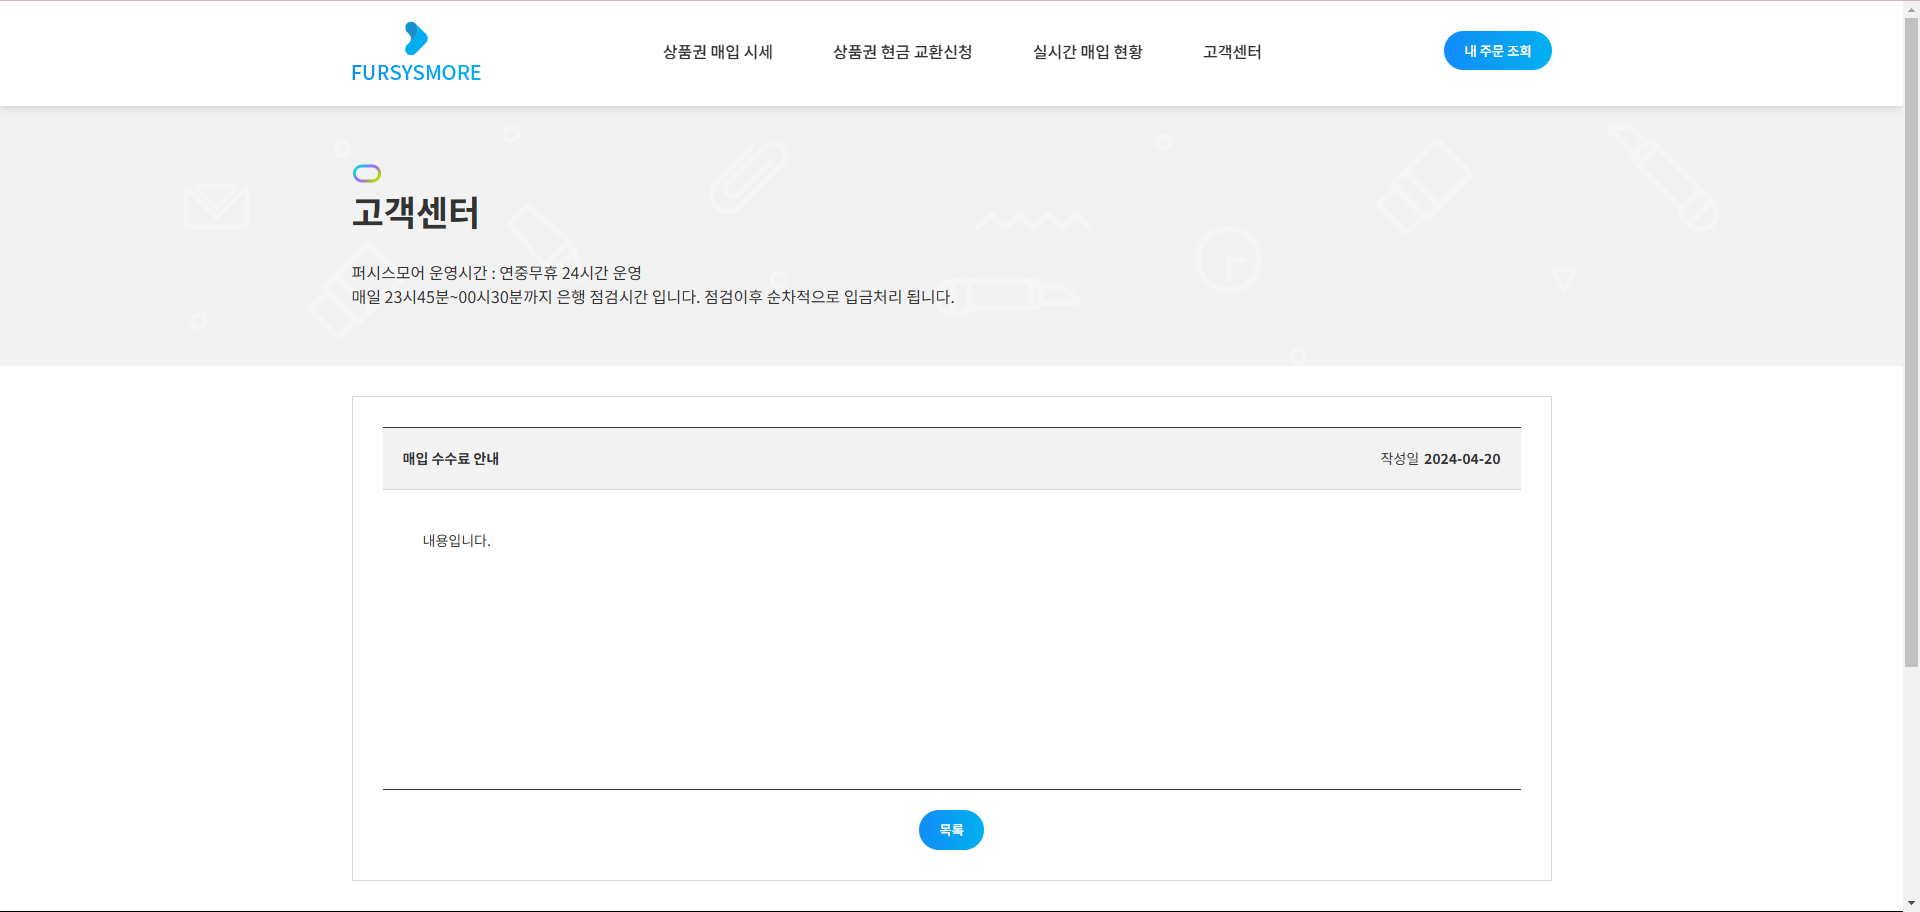 FURSYSMORE
상품권 매입 시세
상품권 현금 교환신청
실시간 매입 현황
고객센터
내 주문 조회
고객센터
퍼시스모어 운영시간 : 연중무휴 24시간 운영
매일 23시45분~00시30분까지 은행 점검시간 입니다. 점검이후 순차적으로 입금처리 됩니다.
매입 수수료 안내
작성일 2024-04-20
내용입니다.
목록